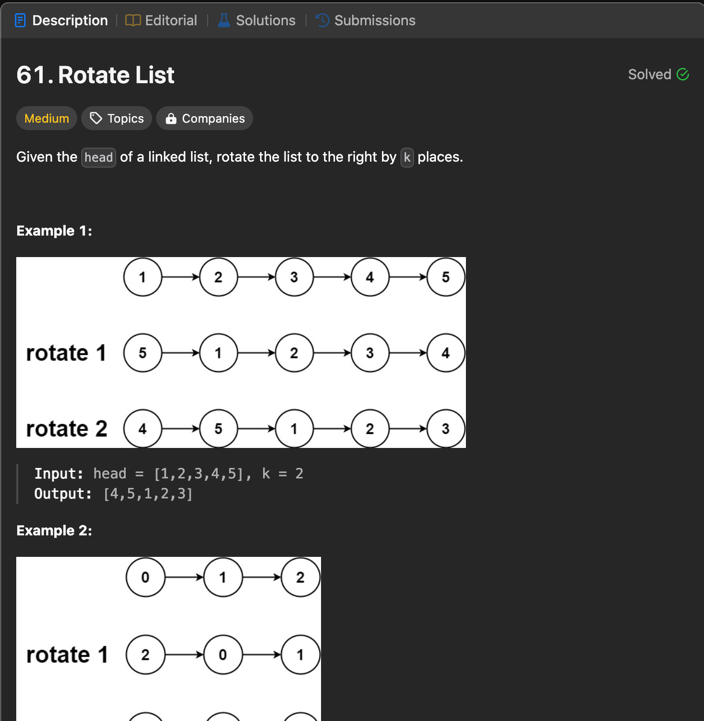 Description | Editorial | Solutions | Submissions
61. Rotate List
Solved
Medium Topics Companies
Given the head of a linked list, rotate the list to the right by k places.
Example 1:
1 2 3 4 5
rotate 1 5 1 2 3 4
rotate 2 4 5 1 2 3
Input: head = [1,2,3,4,5], k = 2
Output: [4,5,1,2,3]
Example 2:
0 1 2
rotate 1 2 0 1